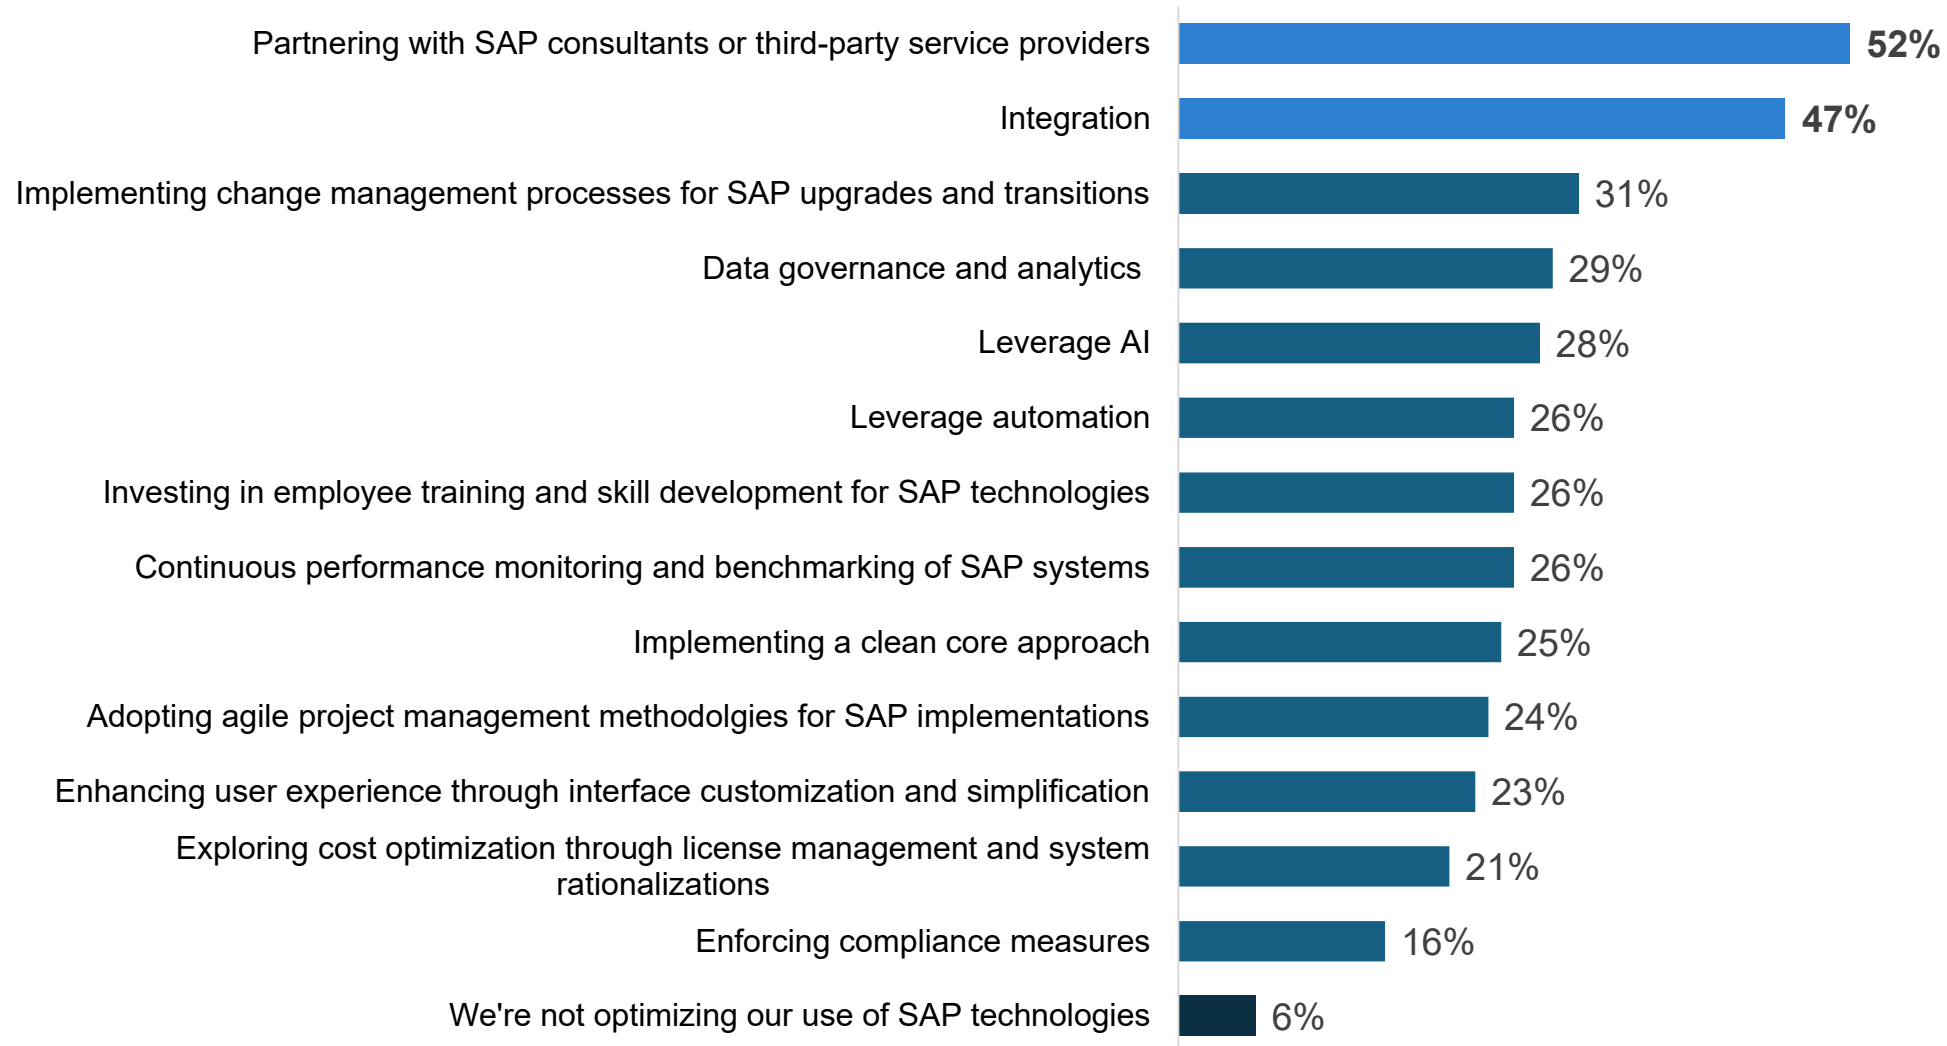 Partnering with SAP consultants or third-party service providers 52%
Integration 47%
Implementing change management processes for SAP upgrades and transitions 31%
Data governance and analytics 29%
Leverage AI 28%
Leverage automation 26%
Investing in employee training and skill development for SAP technologies 26%
Continuous performance monitoring and benchmarking of SAP systems 26%
Implementing a clean core approach 25%
Adopting agile project management methodolgies for SAP implementations 24%
Enhancing user experience through interface customization and simplification 23%
Exploring cost optimization through license management and system
rationalizations 21%
Enforcing compliance measures 16%
We're not optimizing our use of SAP technologies 6%